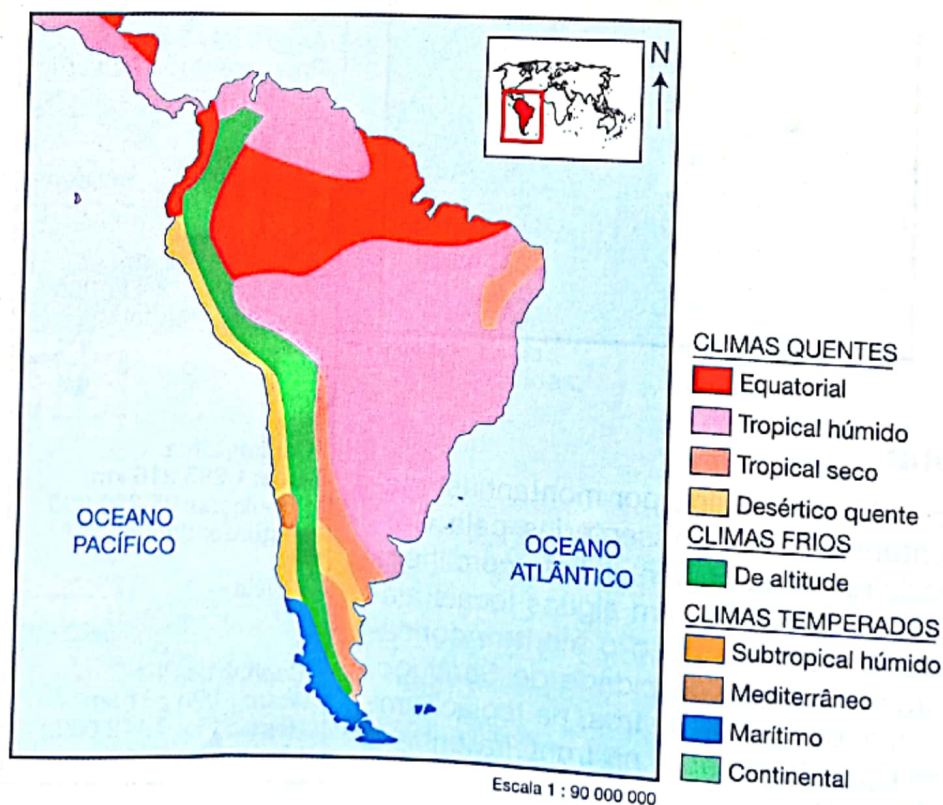 N
OCEANO
PACÍFICO
OCEANO
ATLÂNTICO
CLIMAS QUENTES
Equatorial
Tropical húmido
Tropical seco
Desértico quente
CLIMAS FRIOS
De altitude
CLIMAS TEMPERADOS
Subtropical húmido
Mediterrâneo
Marítimo
Continental
Escala 1 : 90 000 000